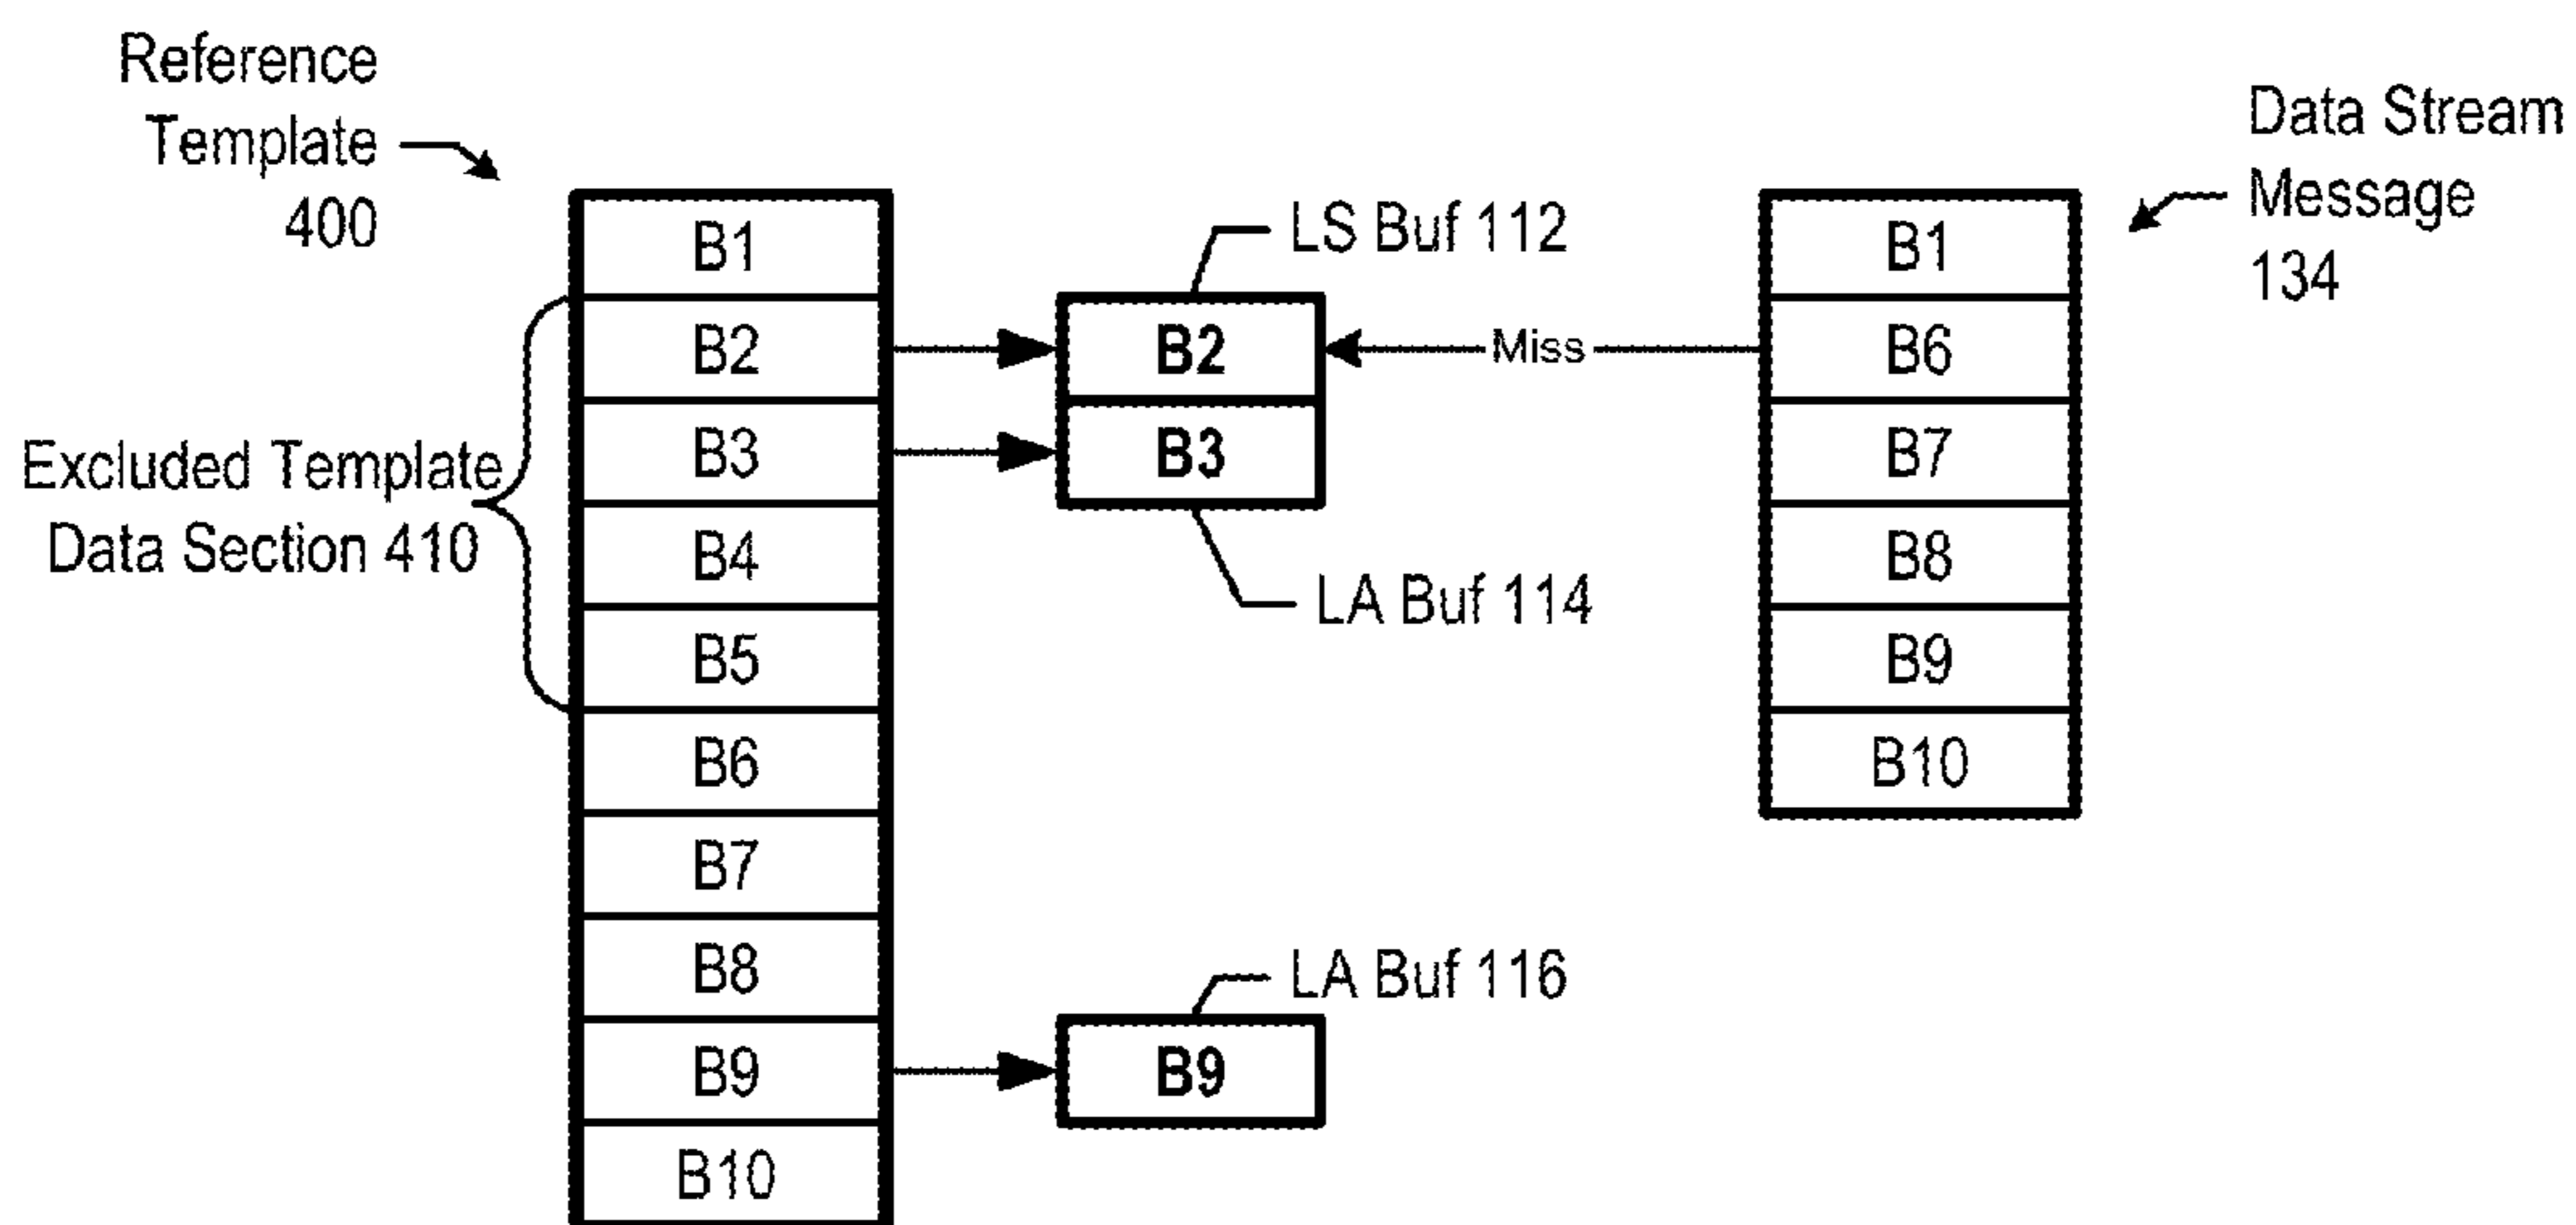 Reference
Template
400
Data Stream
Message
134
Excluded Template
Data Section 410
B1
B2
B3
B4
B5
B6
B7
B8
B9
B10
LS Buf 112
B2
B3
LA Buf 114
LA Buf 116
B9
Miss
B1
B6
B7
B8
B9
B10